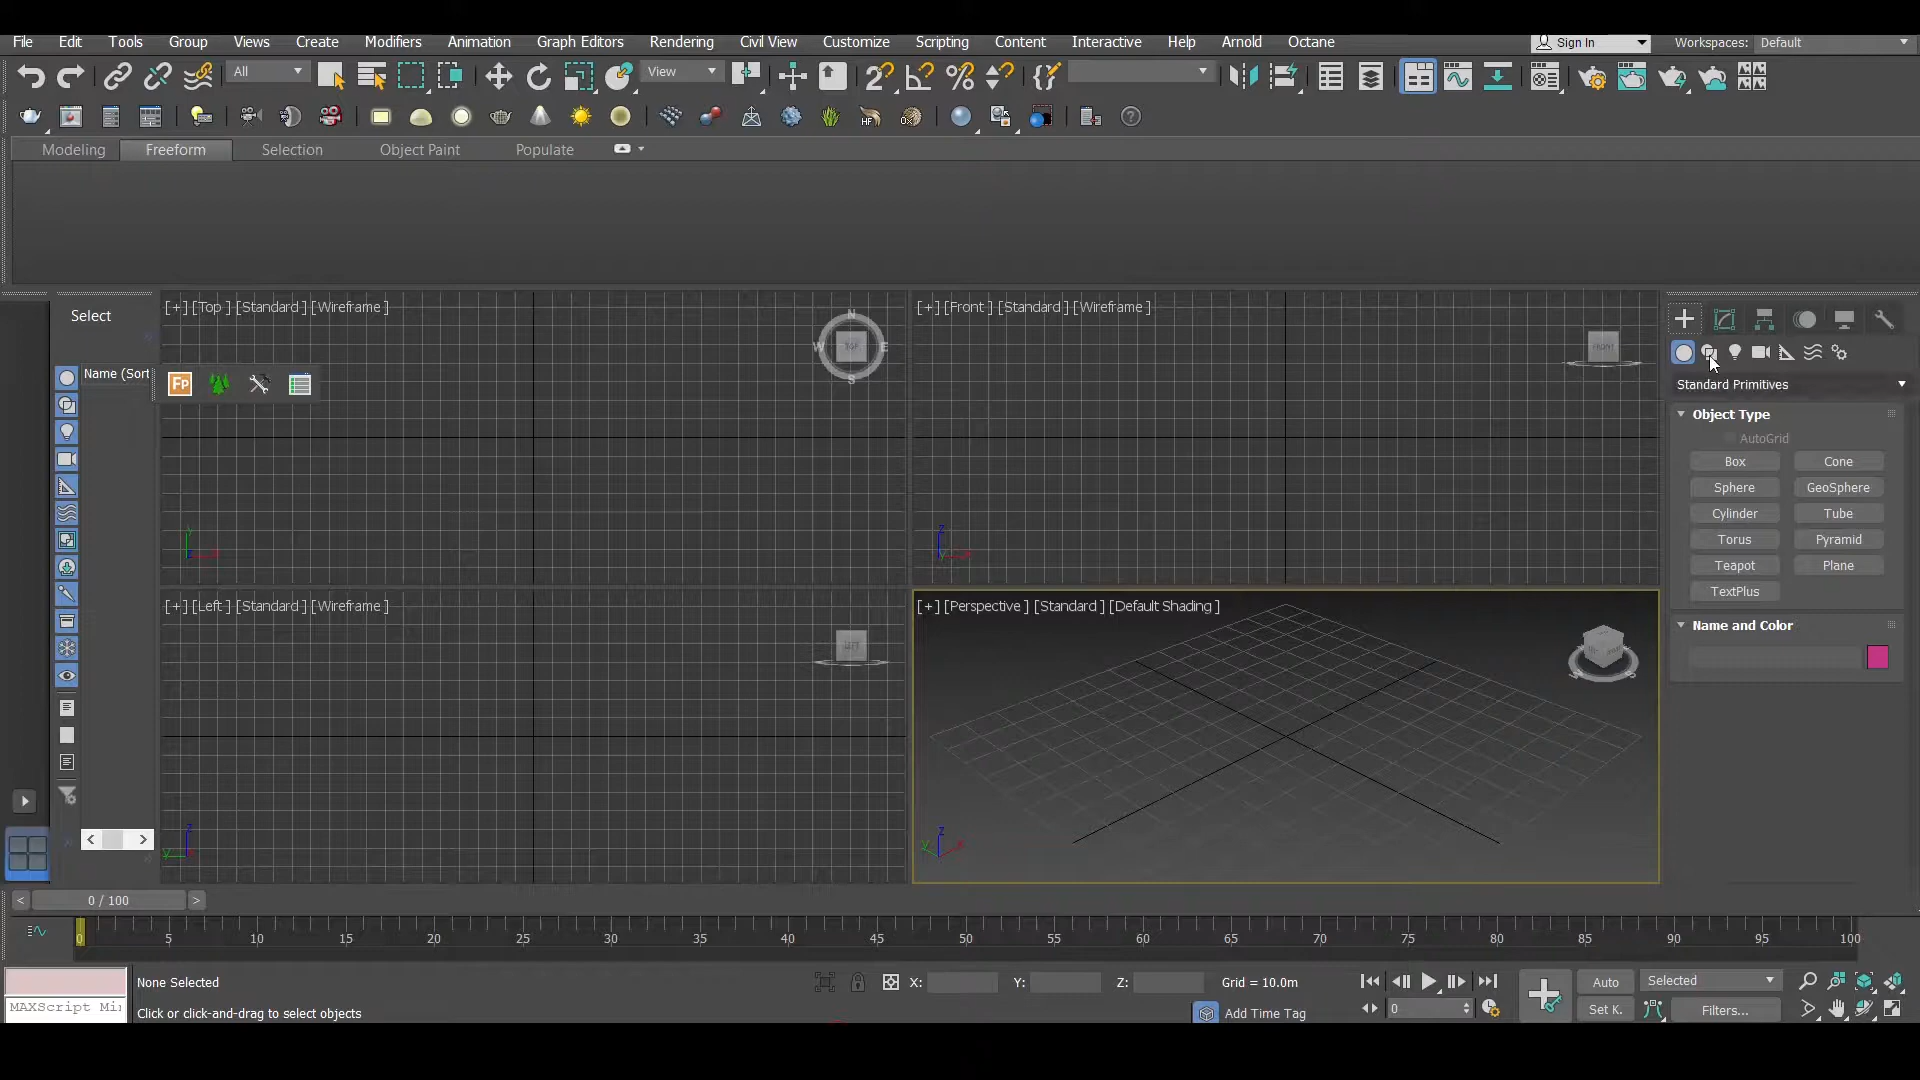 File Edit Tools Group Views Create Modifiers Animation Graph Editors Rendering Civil View Customize Scripting Content Interactive Help Arnold Octane Sign In Workspaces: Default
All View
Modeling Freeform Selection Object Paint Populate
Select
Name (Sort
[+] [Top ] [Standard ] [Wireframe ]
N
W TOP E
S
Fp
[+] [Front ] [Standard ] [Wireframe ]
FRONT
[+] [Left ] [Standard ] [Wireframe ]
LEFT
[+] [Perspective ] [Standard ] [Default Shading ]
Standard Primitives
Object Type
AutoGrid
Box Cone
Sphere GeoSphere
Cylinder Tube
Torus Pyramid
Teapot Plane
TextPlus
Name and Color
0 / 100
0 5 10 15 20 25 30 35 40 45 50 55 60 65 70 75 80 85 90 95 100
None Selected X: Y: Z: Grid = 10.0m Auto Selected
MAXScript Mi
Click or click-and-drag to select objects Add Time Tag 0 Set K. Filters...